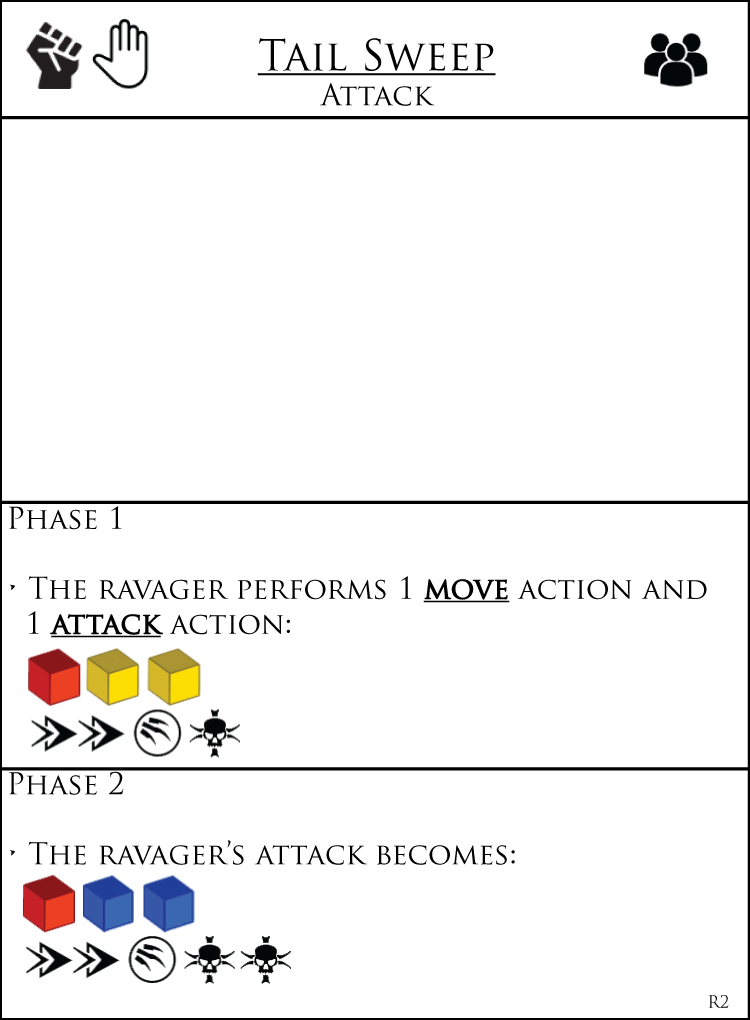 Tail Sweep
Attack
Phase 1
‣ The ravager performs 1 move action and
1 attack action:
Phase 2
‣ The ravager’s attack becomes:
R2